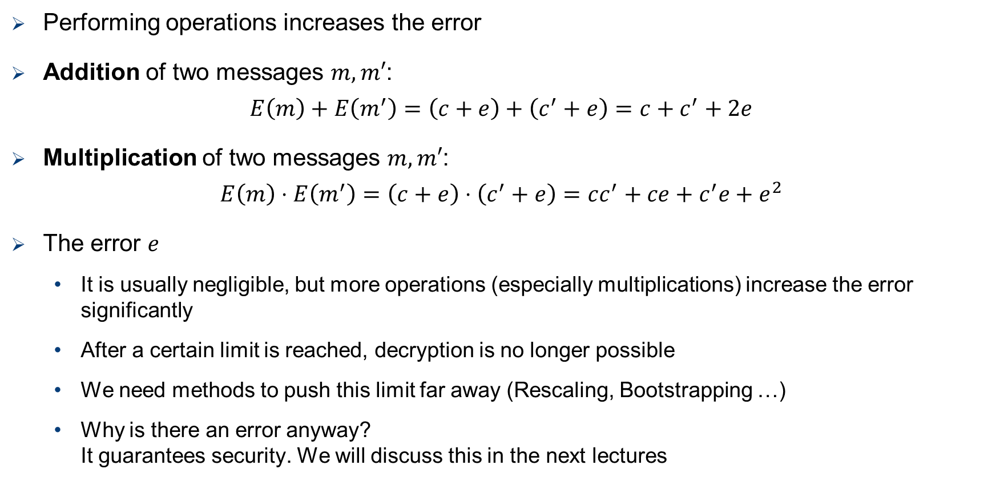 ➢ Performing operations increases the error
➢ Addition of two messages m, m′:
E(m) + E(m′) = (c + e) + (c′ + e) = c + c′ + 2e
➢ Multiplication of two messages m, m′:
E(m) · E(m′) = (c + e) · (c′ + e) = cc′ + ce + c′e + e²
➢ The error e
• It is usually negligible, but more operations (especially multiplications) increase the error
significantly
• After a certain limit is reached, decryption is no longer possible
• We need methods to push this limit far away (Rescaling, Bootstrapping …)
• Why is there an error anyway?
It guarantees security. We will discuss this in the next lectures